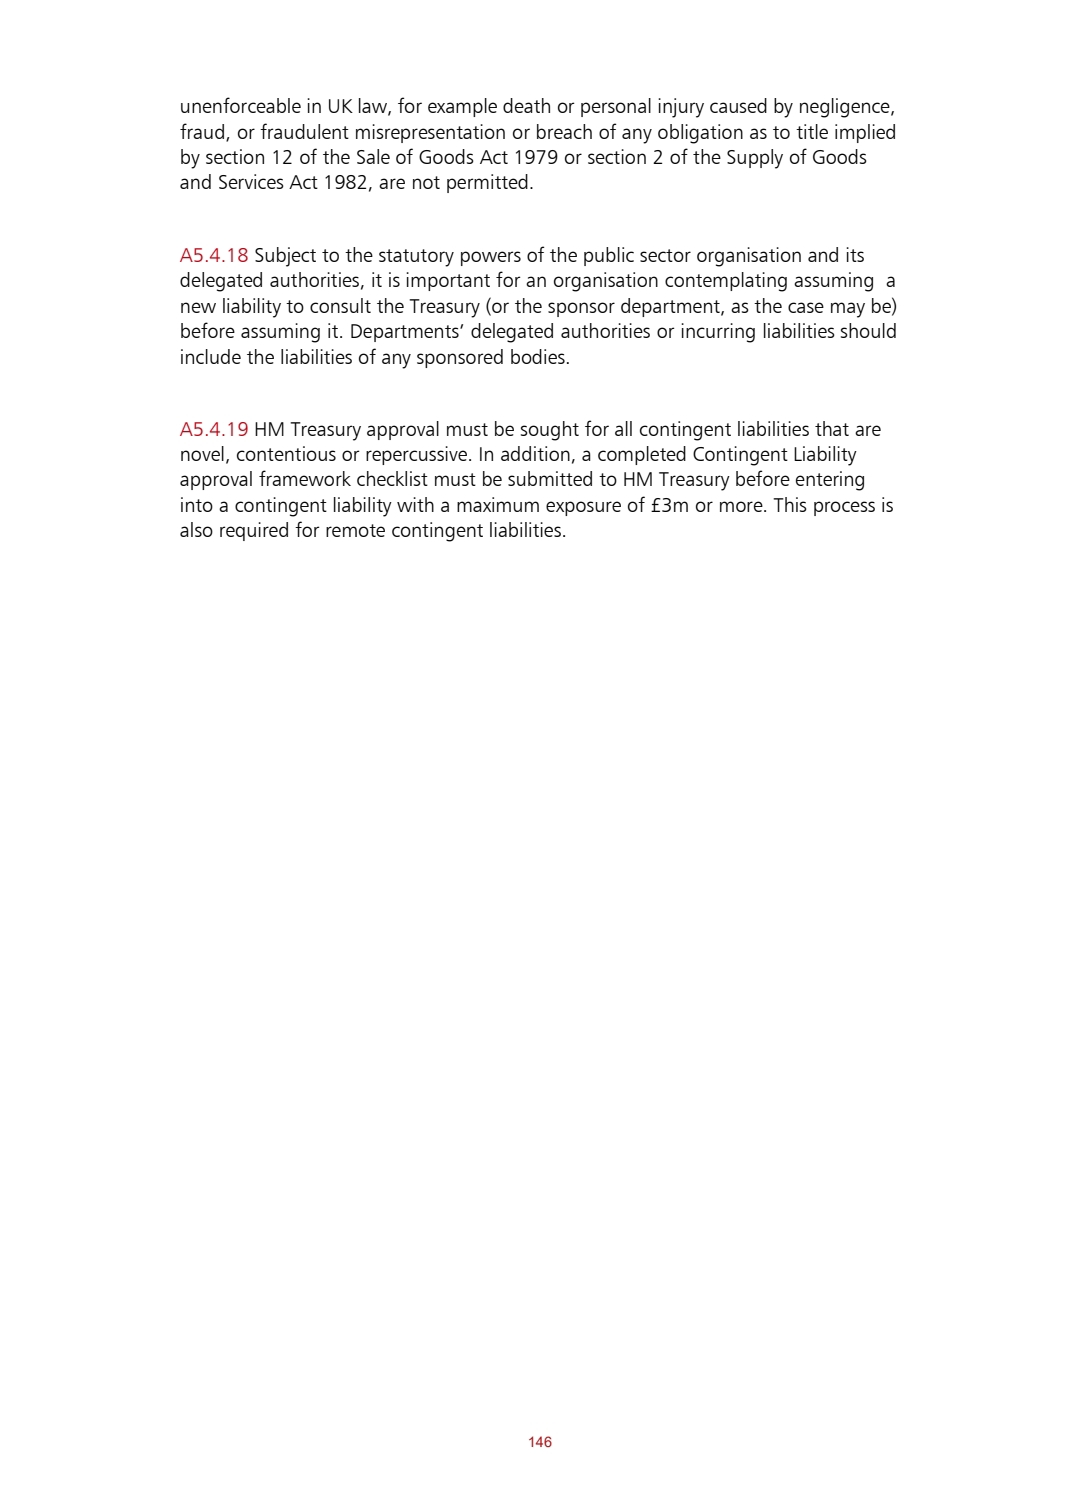 unenforceable in UK law, for example death or personal injury caused by negligence,
fraud, or fraudulent misrepresentation or breach of any obligation as to title implied
by section 12 of the Sale of Goods Act 1979 or section 2 of the Supply of Goods
and Services Act 1982, are not permitted.
A5.4.18 Subject to the statutory powers of the public sector organisation and its
delegated authorities, it is important for an organisation contemplating assuming  a
new liability to consult the Treasury (or the sponsor department, as the case may be)
before assuming it. Departments’ delegated authorities or incurring liabilities should
include the liabilities of any sponsored bodies.
A5.4.19 HM Treasury approval must be sought for all contingent liabilities that are
novel, contentious or repercussive. In addition, a completed Contingent Liability
approval framework checklist must be submitted to HM Treasury before entering
into a contingent liability with a maximum exposure of £3m or more. This process is
also required for remote contingent liabilities.
146